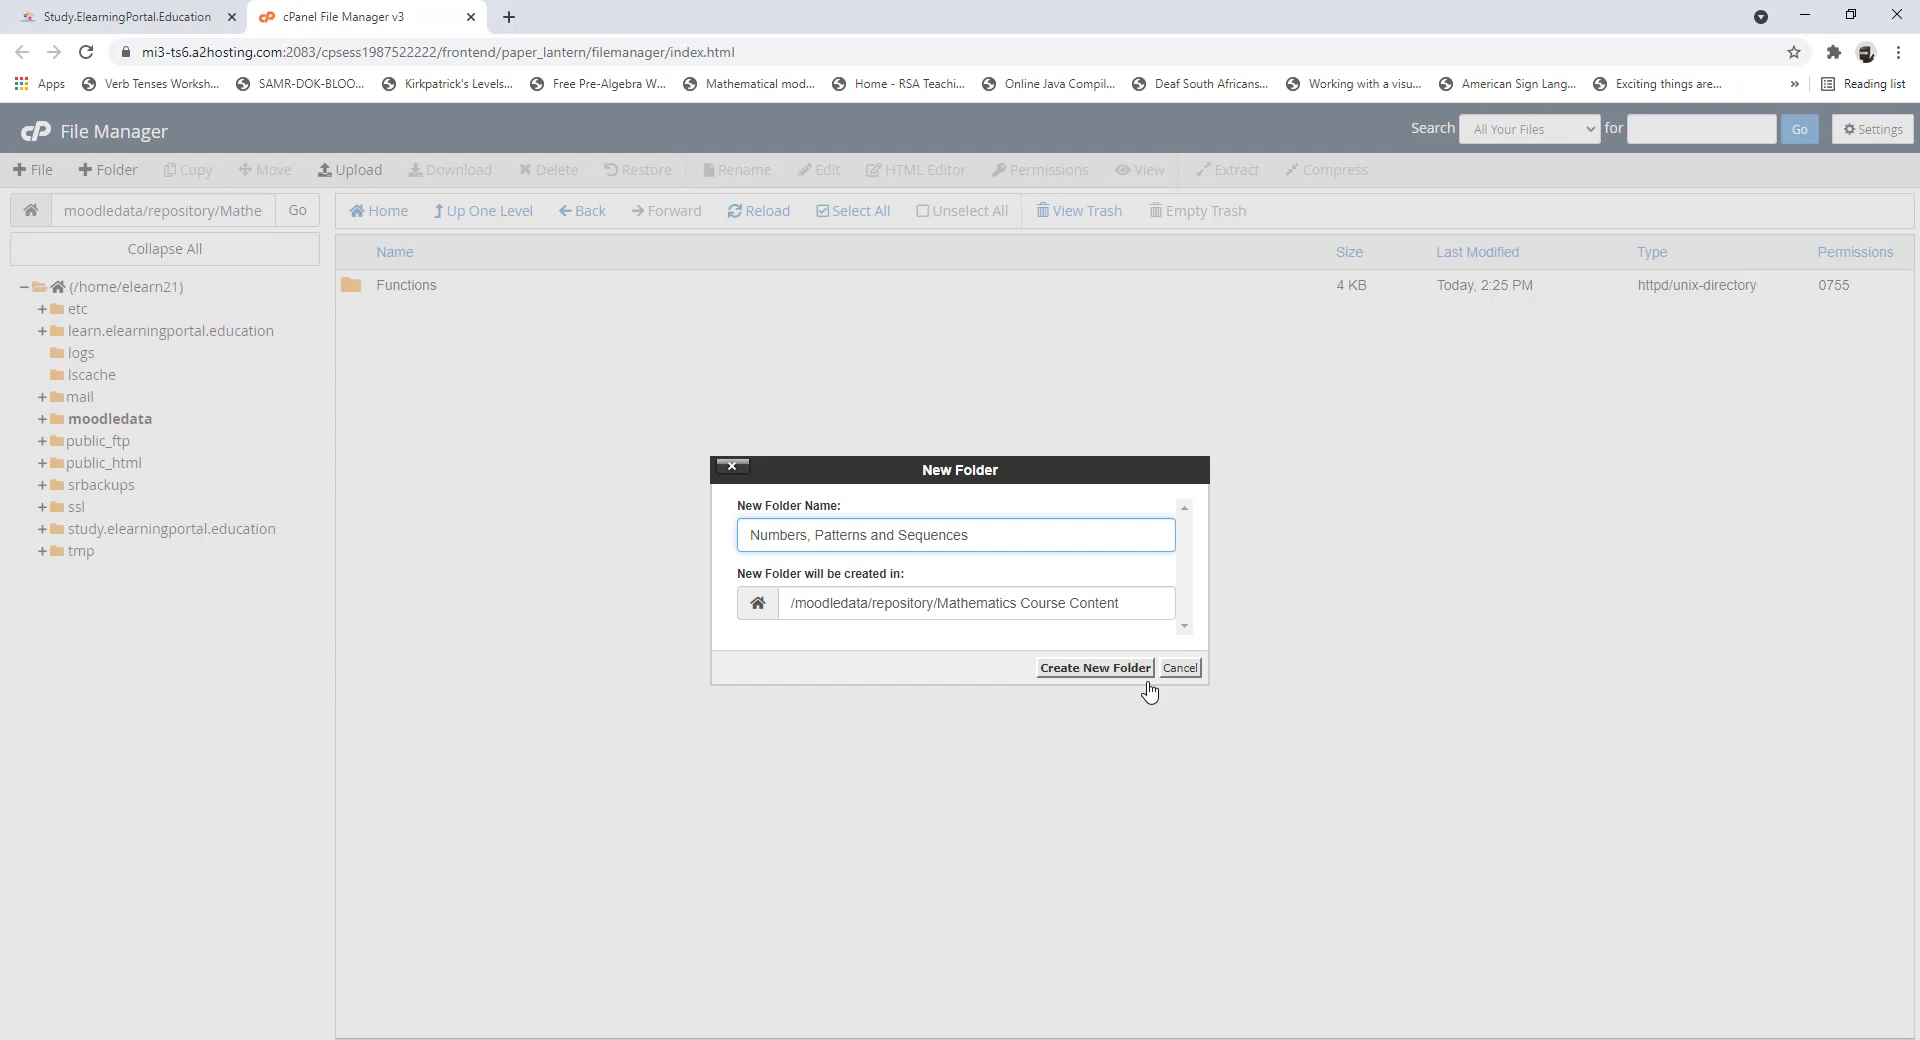 Study.ElearningPortal.Education
cPanel File Manager v3
mi3-ts6.a2hosting.com:2083/cpsess1987522222/frontend/paper_lantern/filemanager/index.html
Apps
Verb Tenses Worksh...
SAMR-DOK-BLOO...
Kirkpatrick's Levels...
Free Pre-Algebra W...
Mathematical mod...
Home - RSA Teachi...
Online Java Compil...
Deaf South Africans...
Working with a visu...
American Sign Lang...
Exciting things are...
»
Reading list
cP File Manager
Search All Your Files for Go Settings
File
Folder
Copy
Move
Upload
Download
Delete
Restore
Rename
Edit
HTML Editor
Permissions
View
Extract
Compress
moodledata/repository/Mathe Go
Home
Up One Level
Back
Forward
Reload
Select All
Unselect All
View Trash
Empty Trash
Collapse All
Name Size Last Modified Type Permissions
Functions 4 KB Today, 2:25 PM httpd/unix-directory 0755
(/home/elearn21)
etc
learn.elearningportal.education
logs
lscache
mail
moodledata
public_ftp
public_html
srbackups
ssl
study.elearningportal.education
tmp
New Folder
New Folder Name:
Numbers, Patterns and Sequences
New Folder will be created in:
/moodledata/repository/Mathematics Course Content
Create New Folder Cancel